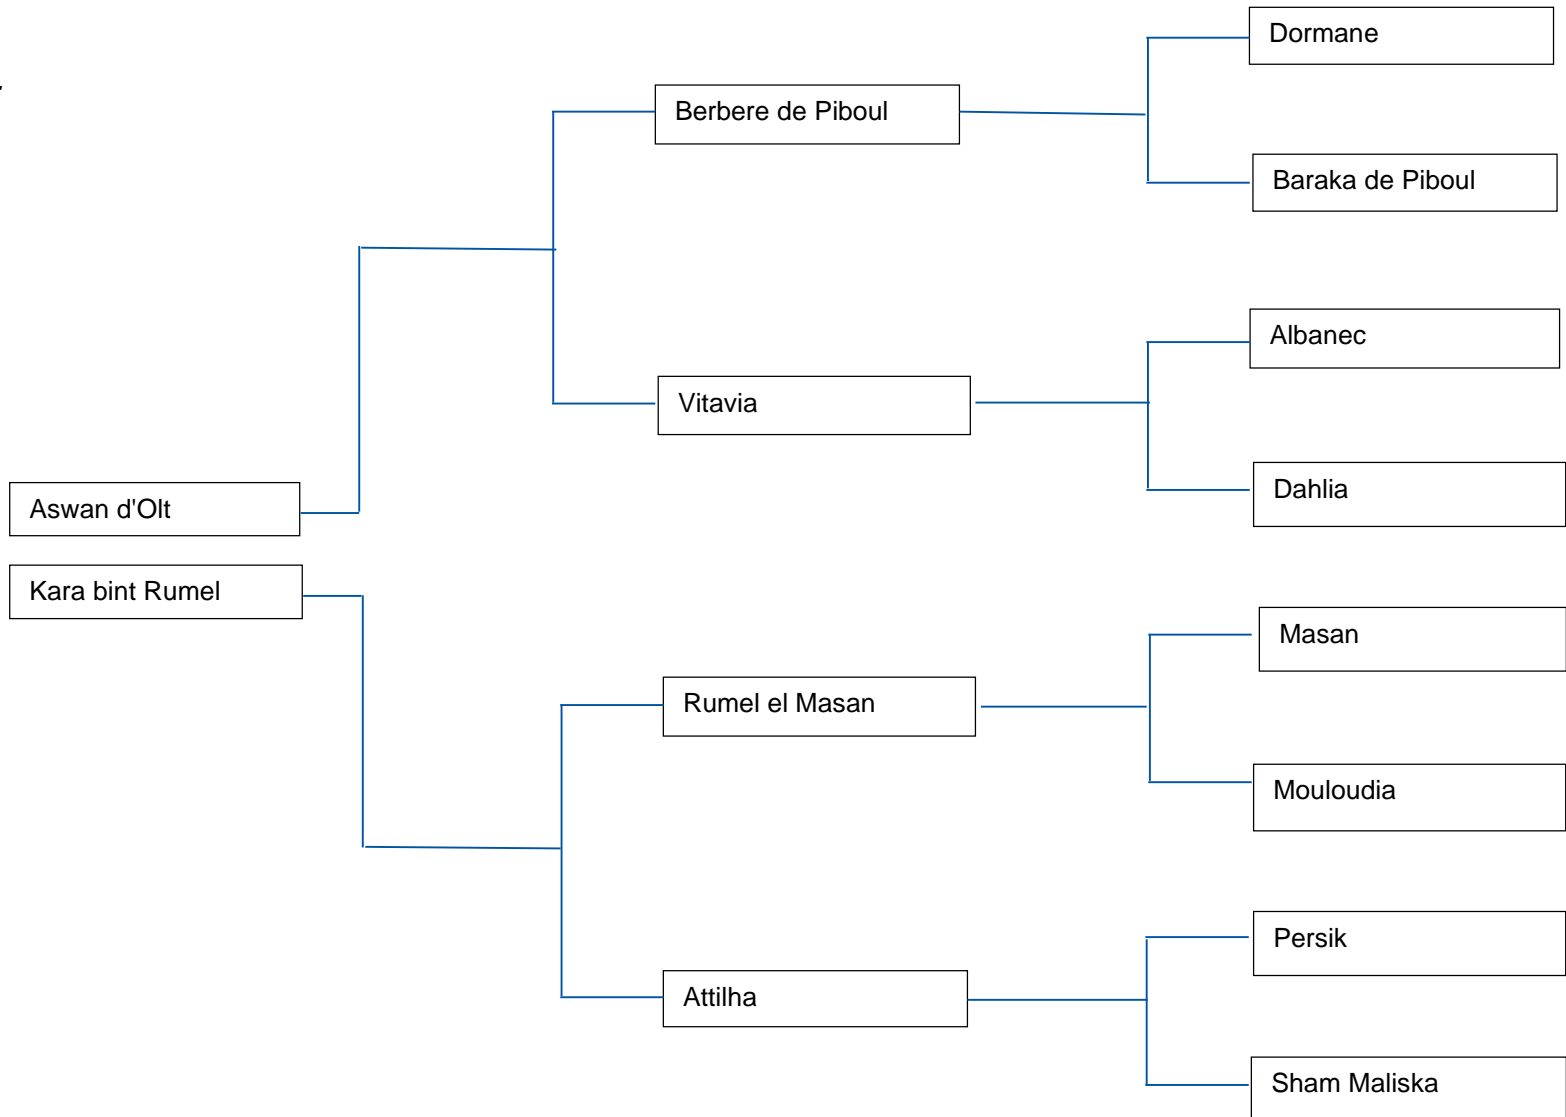 Dormane
Berbere de Piboul
Baraka de Piboul
Albanec
Vitavia
Dahlia
Aswan d'Olt
Kara bint Rumel
Masan
Rumel el Masan
Mouloudia
Persik
Attilha
Sham Maliska